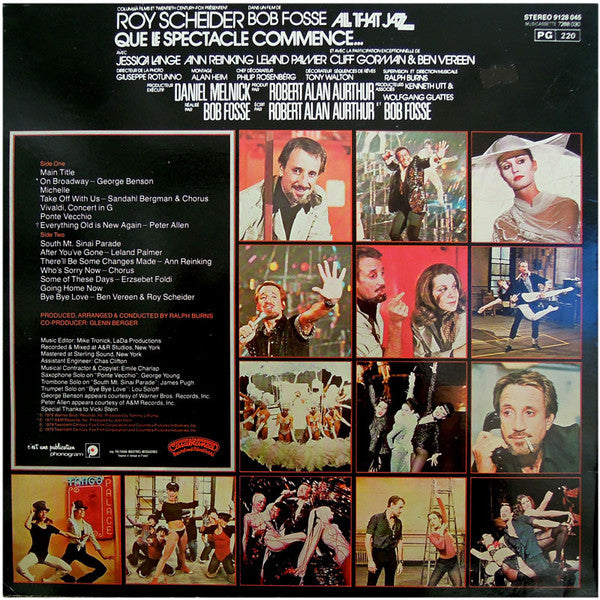 COLUMBIA FILMS ET TWENTIETH CENTURY-FOX PRÉSENTENT
ROY SCHEIDER
DANS UN FILM DE
BOB FOSSE
ALL THAT JAZZ
QUE LE SPECTACLE COMMENCE...
STEREO 9128 045
MUSICASSETTE 7268 030
PG 220
AVEC
JESSICA LANGE ANN REINKING LELAND PALMER
ET AVEC LA PARTICIPATION EXCEPTIONNELLE DE
CLIFF GORMAN & BEN VEREEN
DIRECTEUR DE LA PHOTO
GIUSEPPE ROTUNNO
MONTAGE
ALAN HEIM
CHEF DÉCORATEUR
PHILIP ROSENBERG
DÉCORATEUR SÉQUENCES DE RÊVES
TONY WALTON
SUPERVISION ET DIRECTION MUSICALE
RALPH BURNS
PRODUCTEUR EXÉCUTIF
DANIEL MELNICK
PRODUIT PAR
ROBERT ALAN AURTHUR
PRODUCTEURS ASSOCIÉS
KENNETH UTT &
WOLFGANG GLATTES
RÉALISÉ PAR
BOB FOSSE
ÉCRIT PAR
ROBERT ALAN AURTHUR
ET
BOB FOSSE
Side One
Main Title
* On Broadway – George Benson
Michelle
Take Off With Us – Sandahl Bergman & Chorus
Vivaldi, Concert in G
Ponte Vecchio
† Everything Old is New Again – Peter Allen
Side Two
South Mt. Sinai Parade
After You've Gone – Leland Palmer
There'll Be Some Changes Made – Ann Reinking
Who's Sorry Now – Chorus
Some of These Days – Erzsebet Foldi
Going Home Now
Bye Bye Love – Ben Vereen & Roy Scheider
PRODUCED, ARRANGED & CONDUCTED BY RALPH BURNS
CO-PRODUCER: GLENN BERGER
Music Editor: Mike Tronick, LaDa Productions
Recorded & Mixed at A&R Studios, New York
Mastered at Sterling Sound, New York
Assistant Engineer: Chas Clifton
Musical Contractor & Copyist: Emile Charlap
Saxophone Solo on "Ponte Vecchio": George Young
Trombone Solo on "South Mt. Sinai Parade": James Pugh
Trumpet Solo on "Bye Bye Love": Lou Soloff
George Benson appears courtesy of Warner Bros. Records, Inc.
Peter Allen appears courtesy of A&M Records, Inc.
Special Thanks to Vicki Stein
c'est une publication
phonogram
Casablanca
TANGO
PALACE